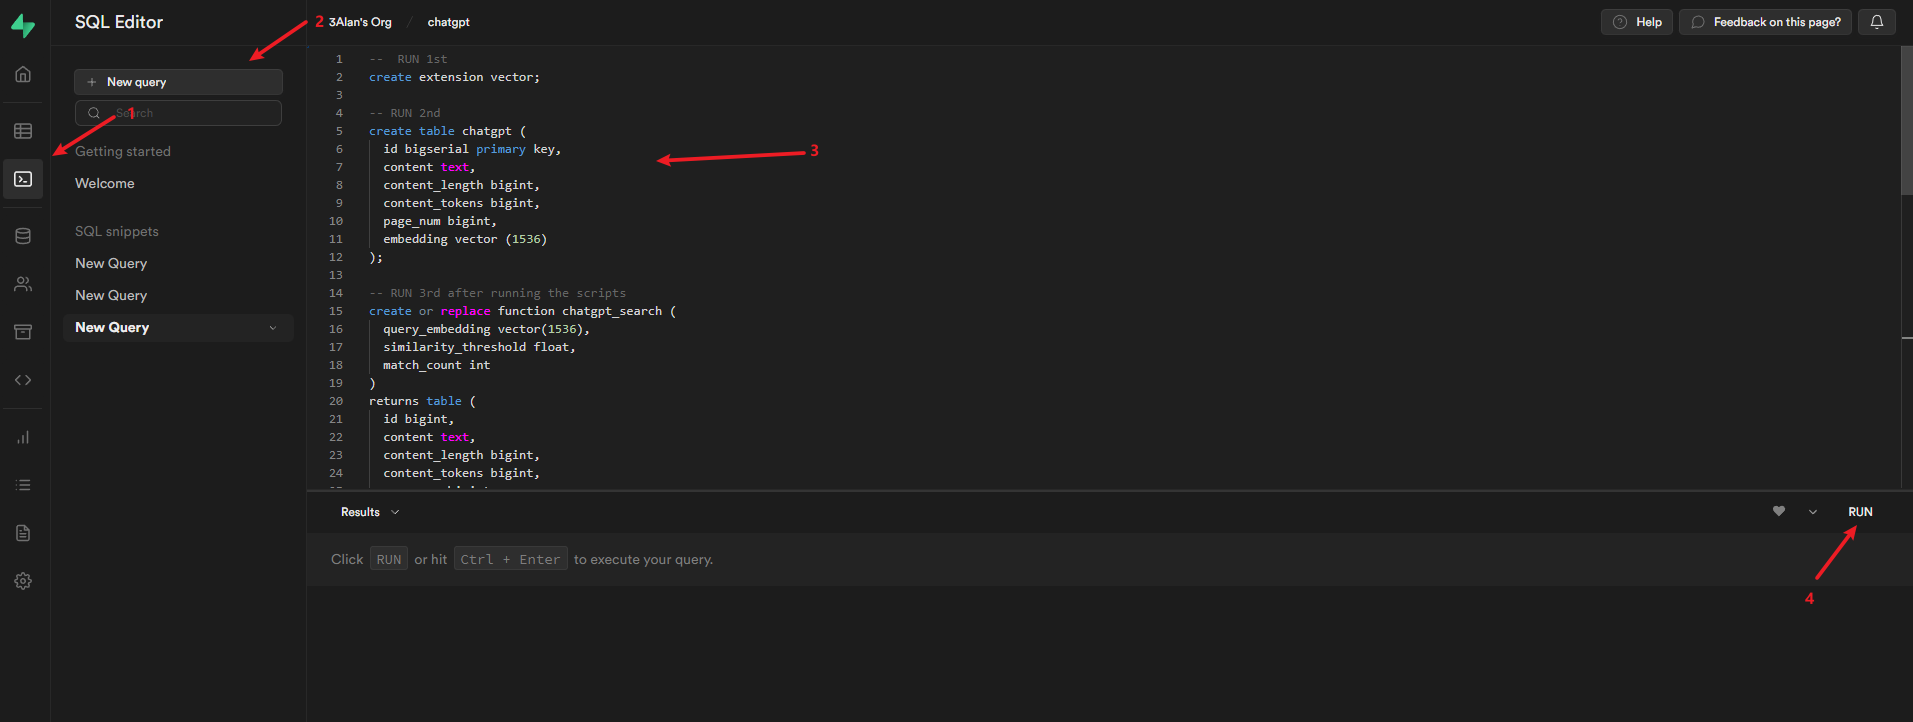 SQL Editor
2 3Alan's Org / chatgpt
Help
Feedback on this page?
+ New query
Search
1
Getting started
Welcome
SQL snippets
New Query
New Query
New Query
1 --  RUN 1st
2 create extension vector;
3
4 -- RUN 2nd
5 create table chatgpt (
6   id bigserial primary key,
7   content text,
8   content_length bigint,
9   content_tokens bigint,
10   page_num bigint,
11   embedding vector (1536)
12 );
13
14 -- RUN 3rd after running the scripts
15 create or replace function chatgpt_search (
16   query_embedding vector(1536),
17   similarity_threshold float,
18   match_count int
19 )
20 returns table (
21   id bigint,
22   content text,
23   content_length bigint,
24   content_tokens bigint,
3
Results
RUN
Click RUN or hit Ctrl + Enter to execute your query.
4